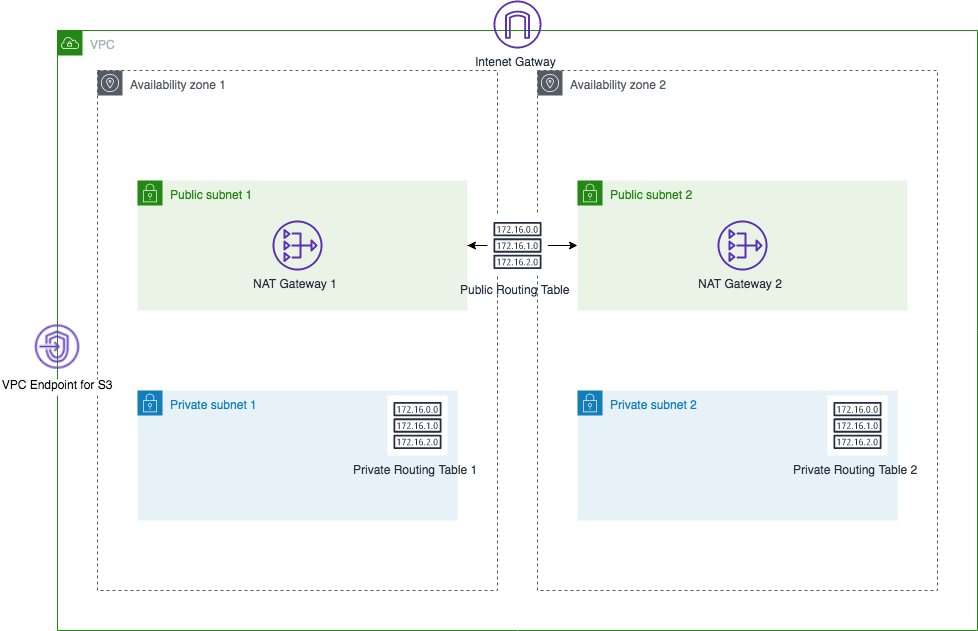 VPC
Intenet Gatway
Availability zone 1
Availability zone 2
Public subnet 1
Public subnet 2
172.16.0.0
172.16.1.0
172.16.2.0
NAT Gateway 1
Public Routing Table
NAT Gateway 2
VPC Endpoint for S3
Private subnet 1
172.16.0.0
172.16.1.0
172.16.2.0
Private Routing Table 1
Private subnet 2
172.16.0.0
172.16.1.0
172.16.2.0
Private Routing Table 2